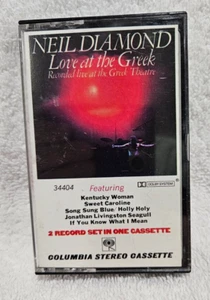 NEIL DIAMOND
Love at the Greek
Recorded live at the Greek Theatre
34404
Featuring
DOLBY SYSTEM
Kentucky Woman
Sweet Caroline
Song Sung Blue/Holly Holy
Jonathan Livingston Seagull
If You Know What I Mean
2 RECORD SET IN ONE CASSETTE
COLUMBIA STEREO CASSETTE